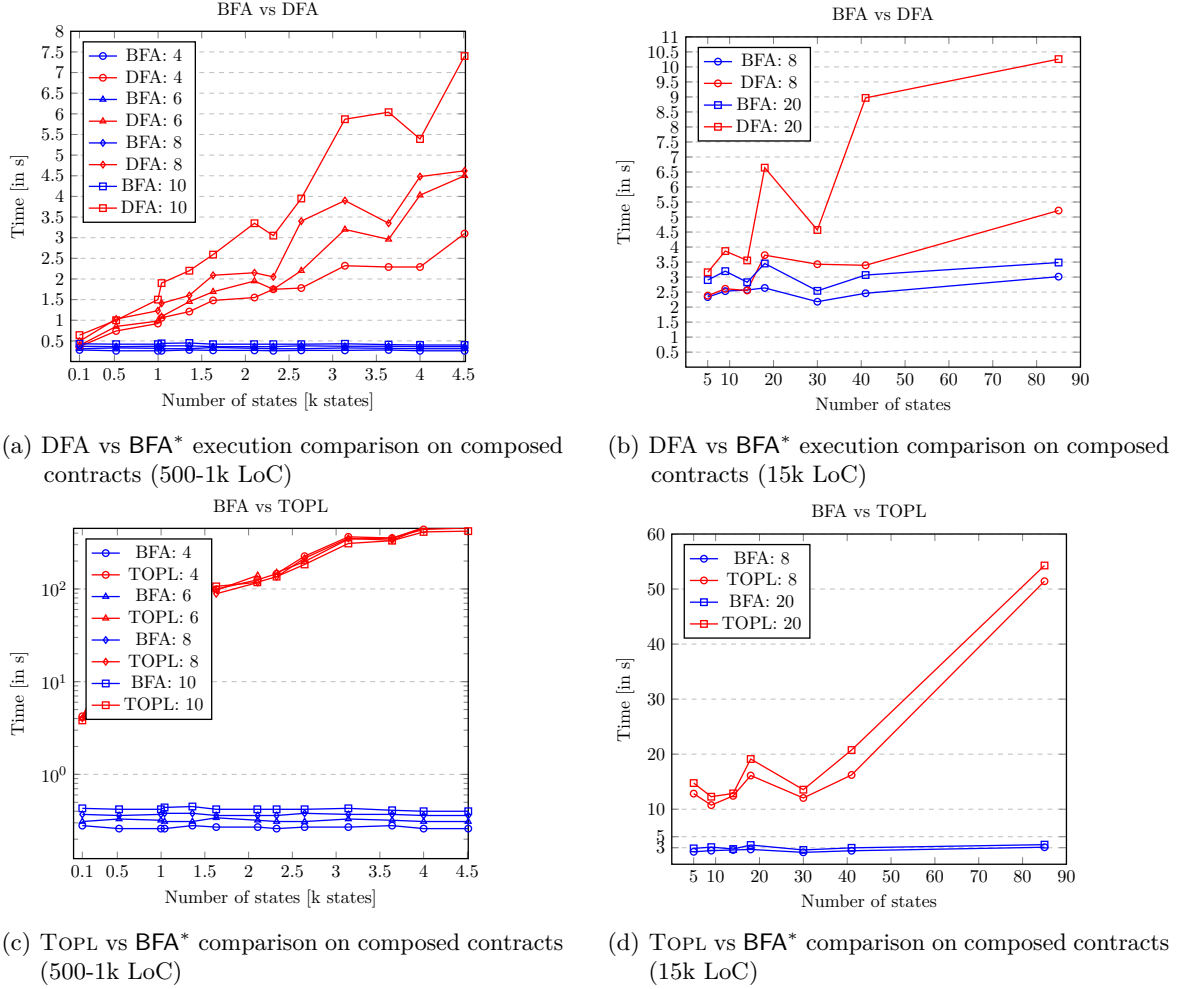 BFA vs DFA
8
7.5
7
6.5
6
5.5
5
4.5
4
3.5
3
2.5
2
1.5
1
0.5
Time [in s]
BFA: 4
DFA: 4
BFA: 6
DFA: 6
BFA: 8
DFA: 8
BFA: 10
DFA: 10
0.1 0.5 1 1.5 2 2.5 3 3.5 4 4.5
Number of states [k states]
(a) DFA vs BFA* execution comparison on composed
contracts (500-1k LoC)
BFA vs DFA
11
10.5
10
9.5
9
8.5
8
7.5
7
6.5
6
5.5
5
4.5
4
3.5
3
2.5
2
1.5
1
0.5
Time [in s]
BFA: 8
DFA: 8
BFA: 20
DFA: 20
5 10 20 30 40 50 60 70 80 90
Number of states
(b) DFA vs BFA* execution comparison on composed
contracts (15k LoC)
BFA vs TOPL
10^2
10^1
10^0
Time [in s]
BFA: 4
TOPL: 4
BFA: 6
TOPL: 6
BFA: 8
TOPL: 8
BFA: 10
TOPL: 10
0.1 0.5 1 1.5 2 2.5 3 3.5 4 4.5
Number of states [k states]
(c) TOPL vs BFA* comparison on composed contracts
(500-1k LoC)
BFA vs TOPL
60
50
40
30
20
10
5
3
Time [in s]
BFA: 8
TOPL: 8
BFA: 20
TOPL: 20
5 10 20 30 40 50 60 70 80 90
Number of states
(d) TOPL vs BFA* comparison on composed contracts
(15k LoC)